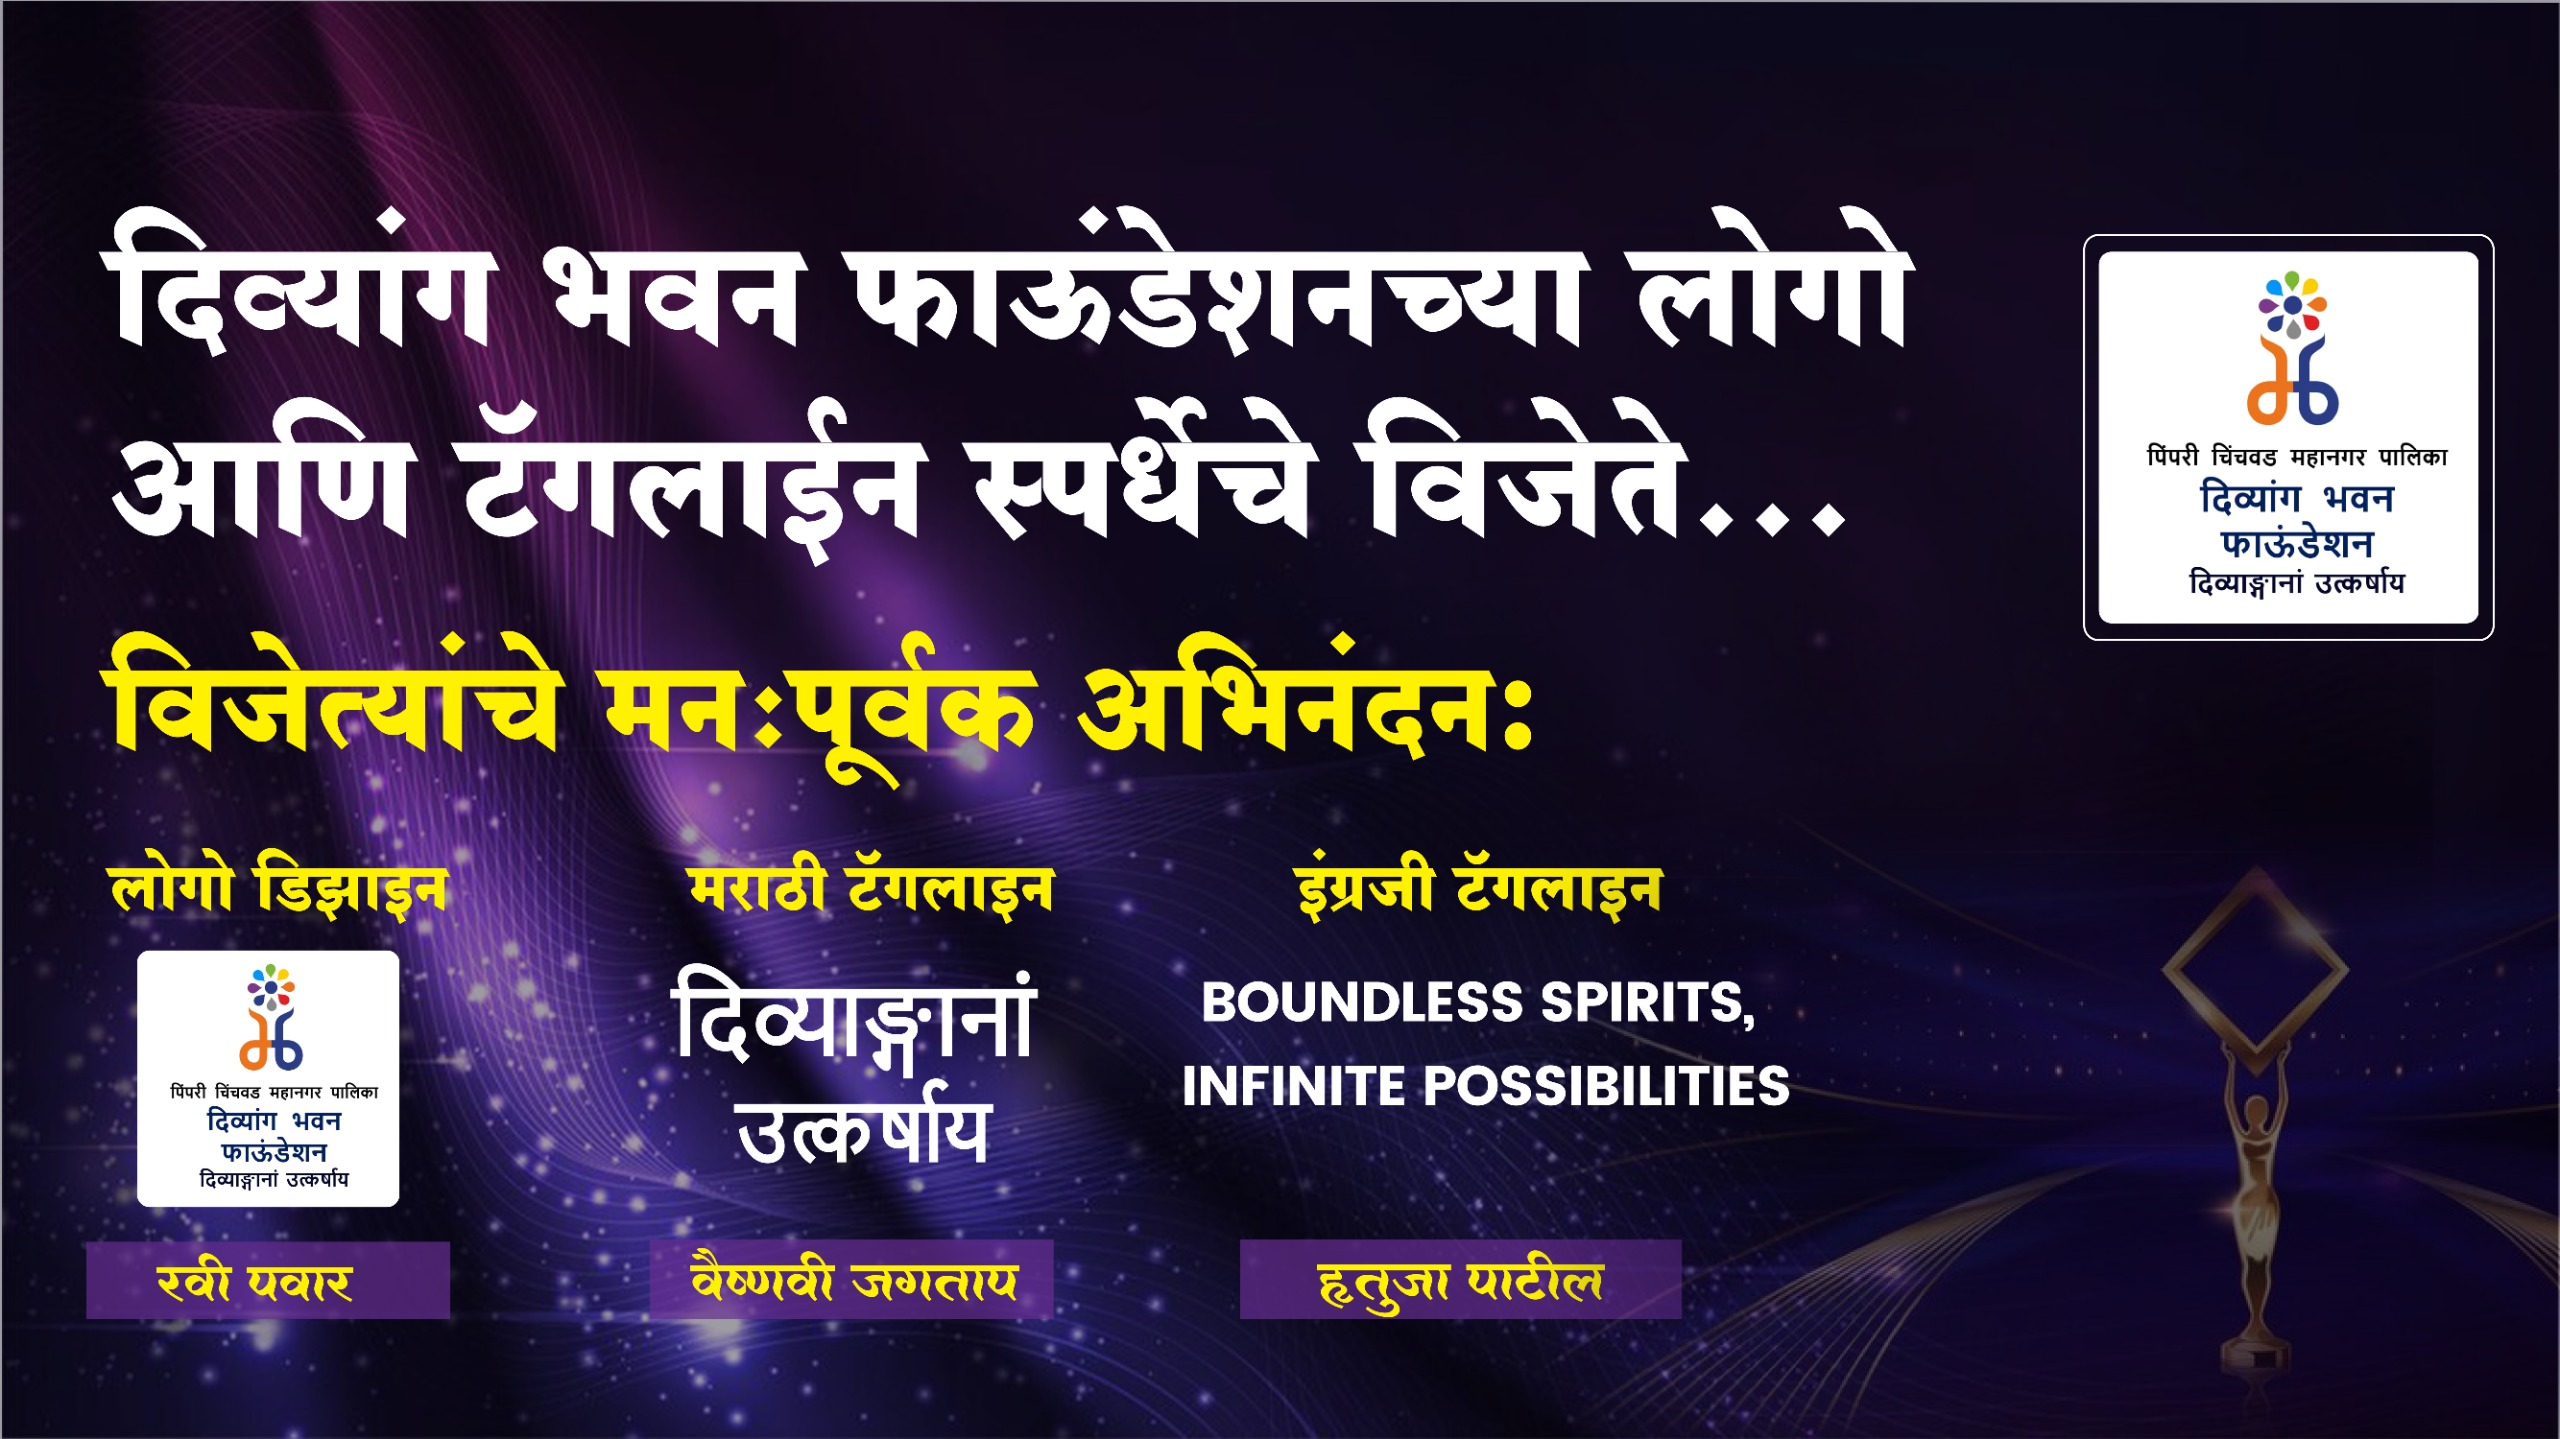 दिव्यांग भवन फाऊंडेशनच्या लोगो
आणि टॅगलाईन स्पर्धेचे विजेते...
पिंपरी चिंचवड महानगर पालिका
दिव्यांग भवन
फाऊंडेशन
दिव्याङ्गानां उत्कर्षाय
विजेत्यांचे मनःपूर्वक अभिनंदन:
लोगो डिझाइन
पिंपरी चिंचवड महानगर पालिका
दिव्यांग भवन
फाऊंडेशन
दिव्याङ्गानां उत्कर्षाय
रवी पवार
मराठी टॅगलाइन
दिव्याङ्गानां
उत्कर्षाय
वैष्णवी जगताप
इंग्रजी टॅगलाइन
BOUNDLESS SPIRITS,
INFINITE POSSIBILITIES
हृतुजा पाटील